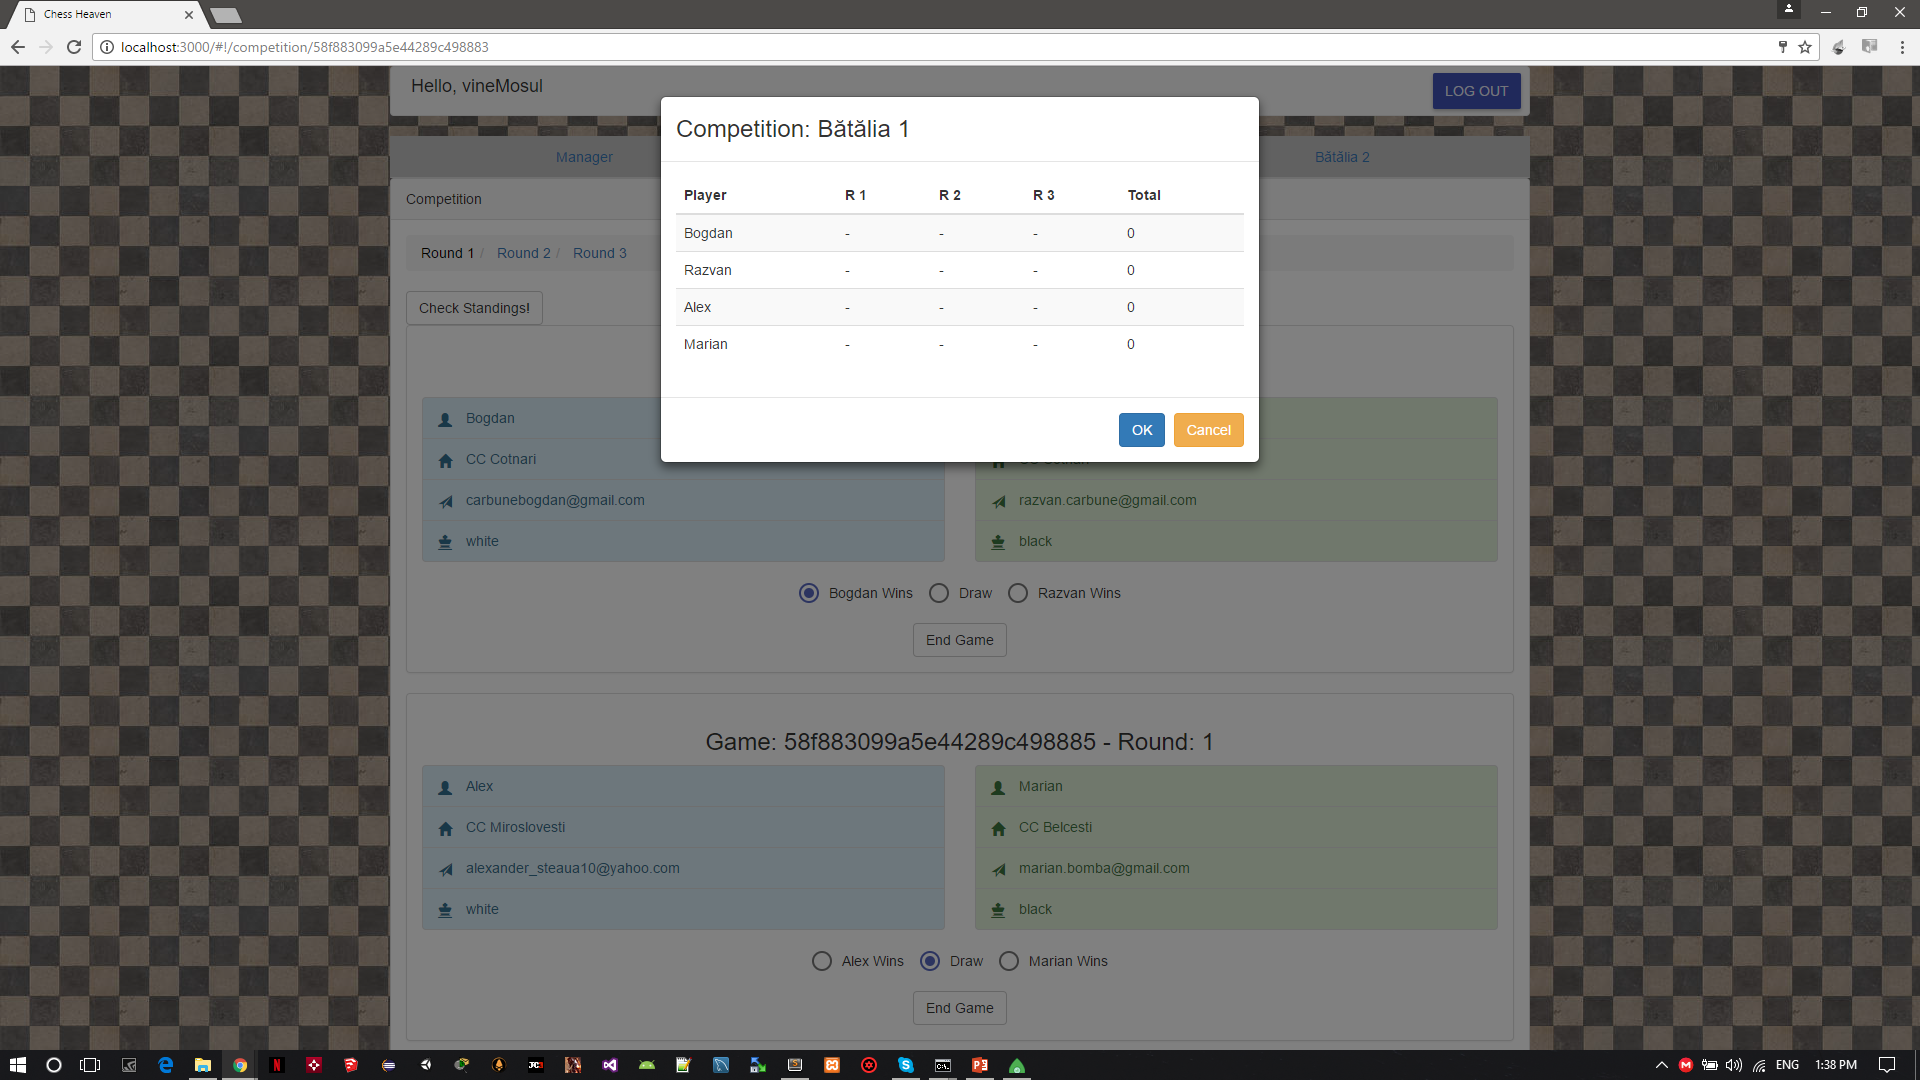 Chess Heaven
localhost:3000/#!/competition/58f883099a5e44289c498883
Hello, vineMosul
LOG OUT
Manager
Bătălia 2
Competition
Round 1 / Round 2 / Round 3
Check Standings!
Competition: Bătălia 1
Player R 1 R 2 R 3 Total
Bogdan - - - 0
Razvan - - - 0
Alex - - - 0
Marian - - - 0
OK Cancel
Bogdan
CC Cotnari
carbunebogdan@gmail.com
white
razvan.carbune@gmail.com
black
Bogdan Wins Draw Razvan Wins
End Game
Game: 58f883099a5e44289c498885 - Round: 1
Alex
CC Miroslovesti
alexander_steaua10@yahoo.com
white
Marian
CC Belcesti
marian.bomba@gmail.com
black
Alex Wins Draw Marian Wins
End Game
ENG 1:38 PM